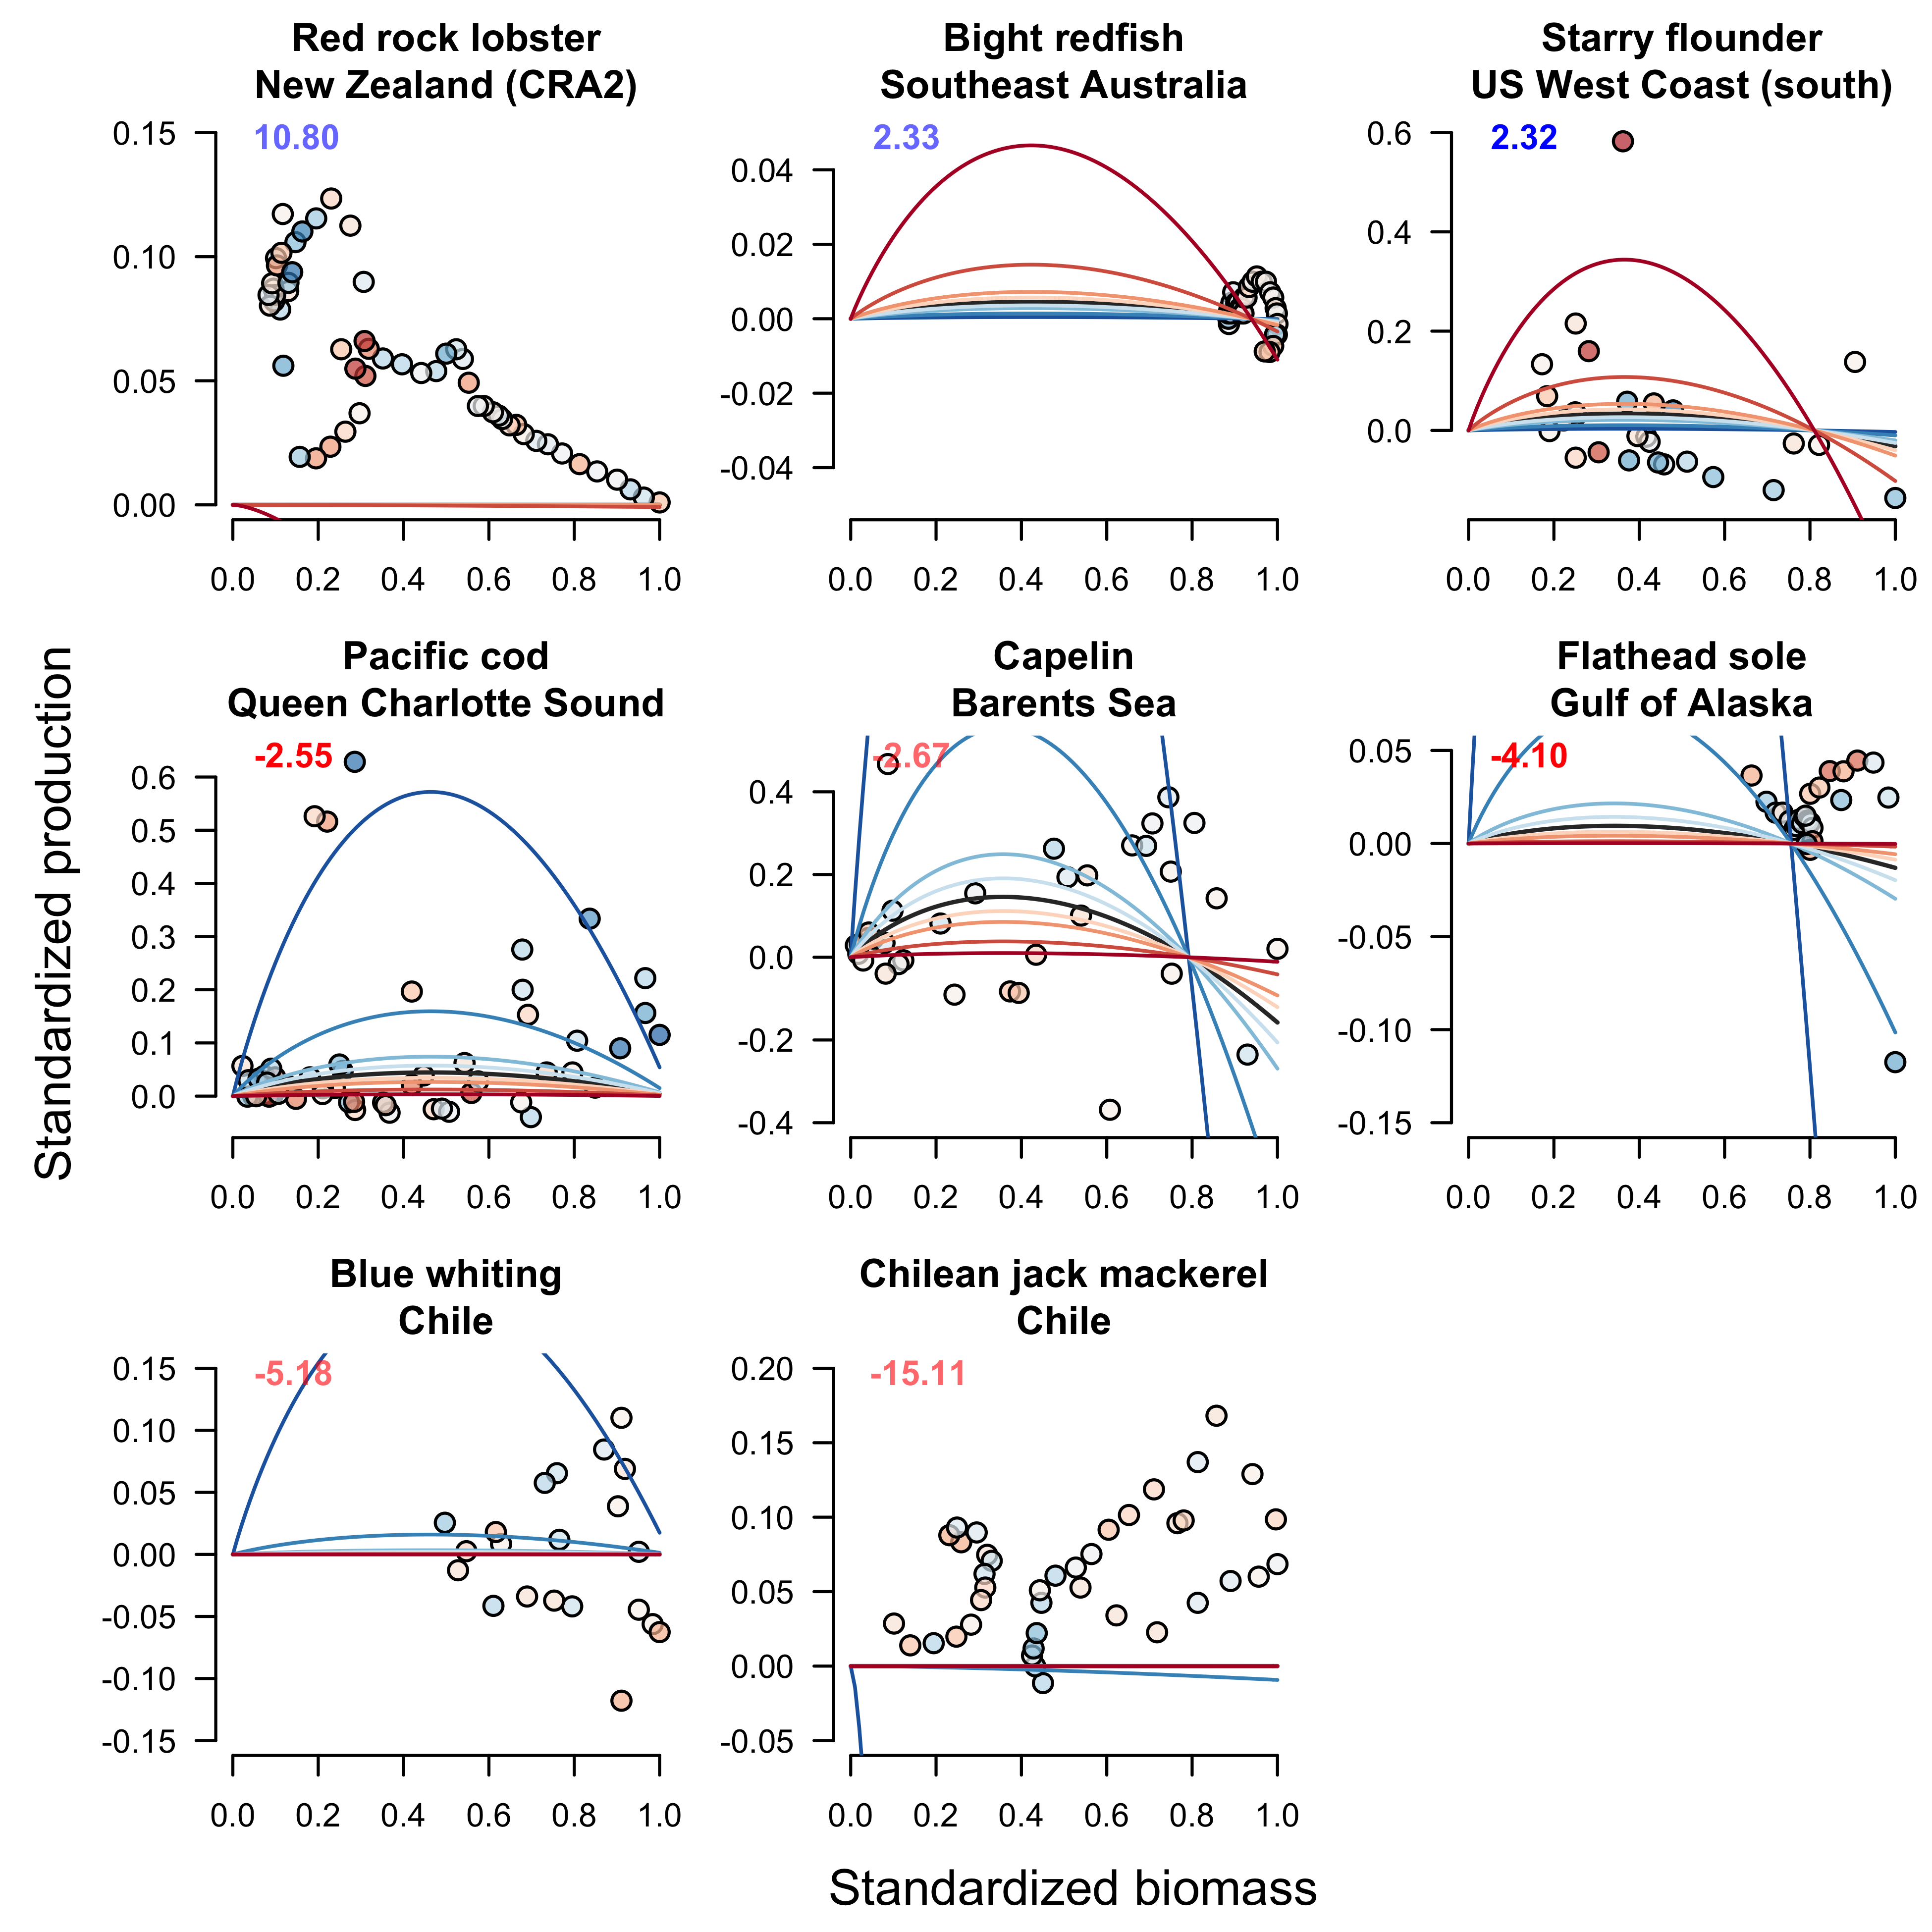 Red rock lobster
New Zealand (CRA2)
10.80
0.15
0.10
0.05
0.00
0.0 0.2 0.4 0.6 0.8 1.0
Bight redfish
Southeast Australia
2.33
0.04
0.02
0.00
-0.02
-0.04
0.0 0.2 0.4 0.6 0.8 1.0
Starry flounder
US West Coast (south)
2.32
0.6
0.4
0.2
0.0
0.0 0.2 0.4 0.6 0.8 1.0
Standardized production
Pacific cod
Queen Charlotte Sound
-2.55
0.6
0.5
0.4
0.3
0.2
0.1
0.0
0.0 0.2 0.4 0.6 0.8 1.0
Capelin
Barents Sea
-2.67
0.4
0.2
0.0
-0.2
-0.4
0.0 0.2 0.4 0.6 0.8 1.0
Flathead sole
Gulf of Alaska
-4.10
0.05
0.00
-0.05
-0.10
-0.15
0.0 0.2 0.4 0.6 0.8 1.0
Blue whiting
Chile
-5.18
0.15
0.10
0.05
0.00
-0.05
-0.10
-0.15
0.0 0.2 0.4 0.6 0.8 1.0
Chilean jack mackerel
Chile
-15.11
0.20
0.15
0.10
0.05
0.00
-0.05
0.0 0.2 0.4 0.6 0.8 1.0
Standardized biomass